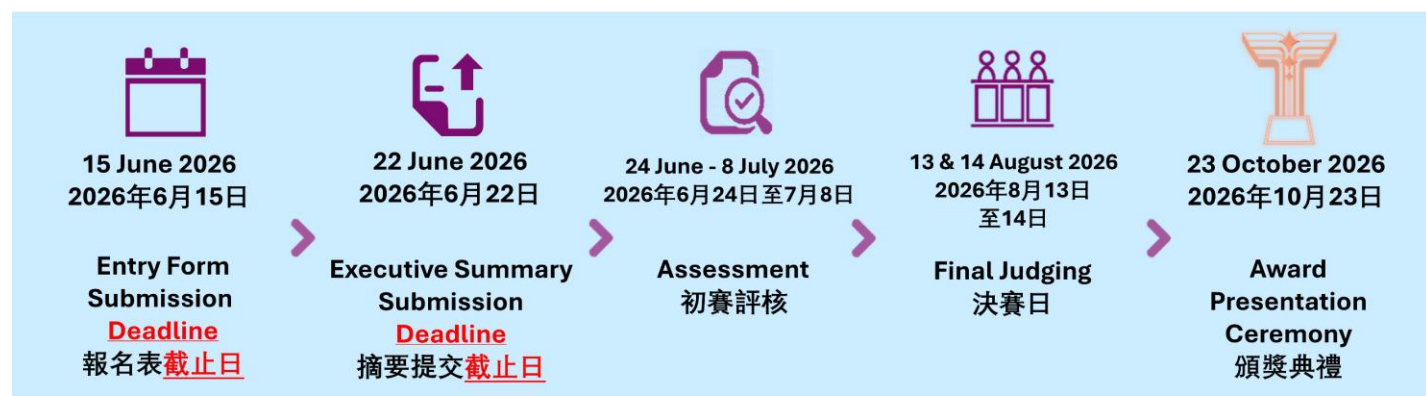 15 June 2026
2026年6月15日
Entry Form
Submission
Deadline
報名表截止日
22 June 2026
2026年6月22日
Executive Summary
Submission
Deadline
摘要提交截止日
24 June - 8 July 2026
2026年6月24日至7月8日
Assessment
初賽評核
13 & 14 August 2026
2026年8月13日
至14日
Final Judging
決賽日
23 October 2026
2026年10月23日
Award
Presentation
Ceremony
頒獎典禮